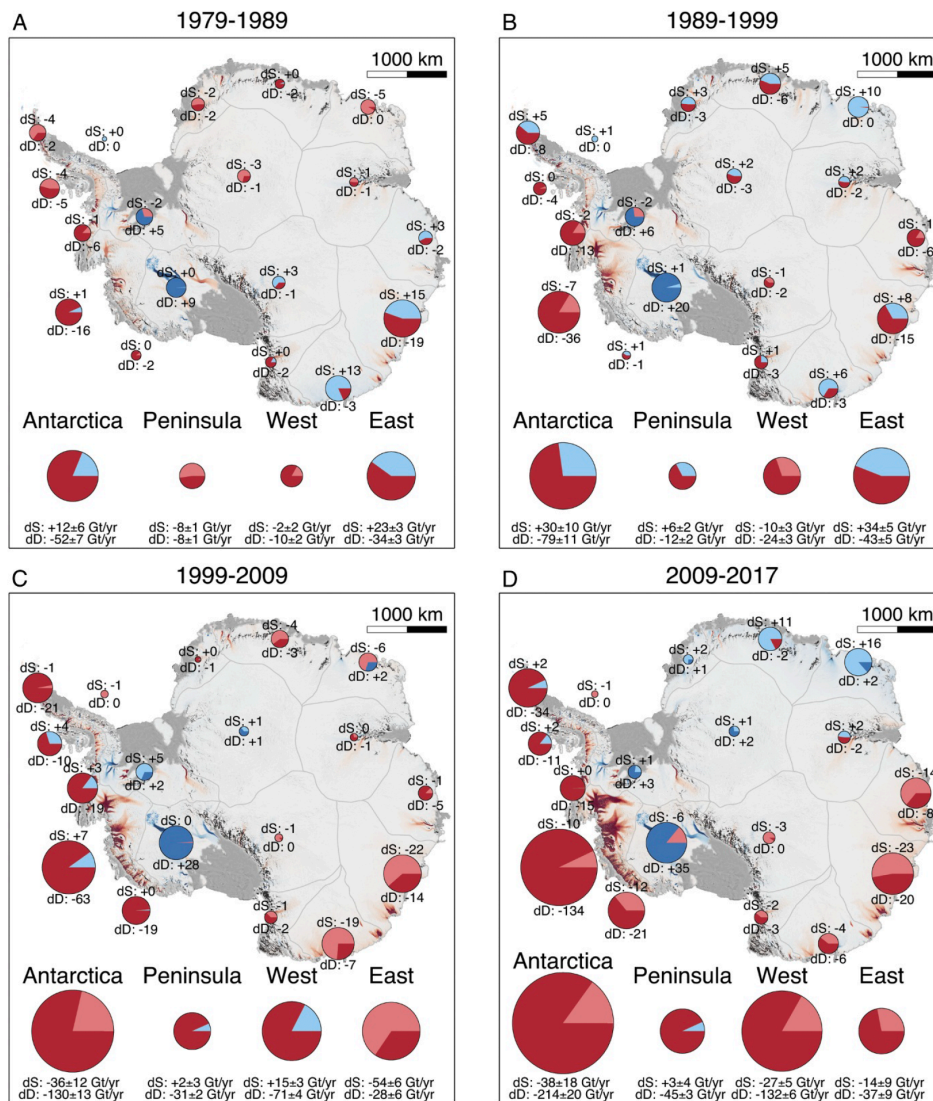 A
1979-1989
1000 km
dS: +0
dD: -2
dS: -2
dD: -2
dS: -5
dD: 0
dS: -4
dD: -2
dS: +0
dD: 0
dS: -3
dD: -1
dS: -1
dD: -1
dS: -4
dD: -5
dS: -2
dD: +5
dS: -1
dD: -6
dS: +3
dD: -2
dS: +0
dD: +9
dS: +3
dD: -1
dS: +1
dD: -16
dS: +15
dD: -19
dS: 0
dD: -2
dS: +0
dD: -2
dS: +13
dD: -3
Antarctica Peninsula West East
dS: +12±6 Gt/yr dS: -8±1 Gt/yr dS: -2±2 Gt/yr dS: +23±3 Gt/yr
dD: -52±7 Gt/yr dD: -8±1 Gt/yr dD: -10±2 Gt/yr dD: -34±3 Gt/yr
B
1989-1999
1000 km
dS: +5
dD: -6
dS: +3
dD: -3
dS: +10
dD: 0
dS: +5
dD: -8
dS: +1
dD: 0
dS: +2
dD: -3
dS: +2
dD: -2
dS: 0
dD: -4
dS: -2
dD: +6
dS: -2
dD: -13
dS: -1
dD: -6
dS: +1
dD: +20
dS: -1
dD: -2
dS: -7
dD: -36
dS: +8
dD: -15
dS: +1
dD: -1
dS: +1
dD: -3
dS: +6
dD: -3
Antarctica Peninsula West East
dS: +30±10 Gt/yr dS: +6±2 Gt/yr dS: -10±3 Gt/yr dS: +34±5 Gt/yr
dD: -79±11 Gt/yr dD: -12±2 Gt/yr dD: -24±3 Gt/yr dD: -43±5 Gt/yr
C
1999-2009
1000 km
dS: -4
dD: -3
dS: +0
dD: -1
dS: -6
dD: +2
dS: -1
dD: -21
dS: -1
dD: 0
dS: +1
dD: +1
dS: 0
dD: -1
dS: +4
dD: -10
dS: +5
dD: +2
dS: +3
dD: -19
dS: -1
dD: -5
dS: 0
dD: +28
dS: -1
dD: 0
dS: +7
dD: -63
dS: -22
dD: -14
dS: +0
dD: -19
dS: -1
dD: -2
dS: -19
dD: -7
Antarctica Peninsula West East
dS: -36±12 Gt/yr dS: +2±3 Gt/yr dS: +15±3 Gt/yr dS: -54±6 Gt/yr
dD: -130±13 Gt/yr dD: -31±2 Gt/yr dD: -71±4 Gt/yr dD: -28±6 Gt/yr
D
2009-2017
1000 km
dS: +11
dD: -2
dS: +2
dD: +1
dS: +16
dD: +2
dS: +2
dD: -34
dS: -1
dD: 0
dS: +1
dD: +2
dS: +2
dD: -2
dS: +2
dD: -11
dS: +1
dD: +3
dS: +0
dD: -15
dS: -14
dD: -8
dS: -6
dD: +35
dS: -3
dD: 0
dS: -10
dD: -134
dS: -23
dD: -20
dS: -12
dD: -21
dS: -2
dD: -3
dS: -4
dD: -6
Antarctica Peninsula West East
dS: -38±18 Gt/yr dS: +3±4 Gt/yr dS: -27±5 Gt/yr dS: -14±9 Gt/yr
dD: -214±20 Gt/yr dD: -45±3 Gt/yr dD: -132±6 Gt/yr dD: -37±9 Gt/yr